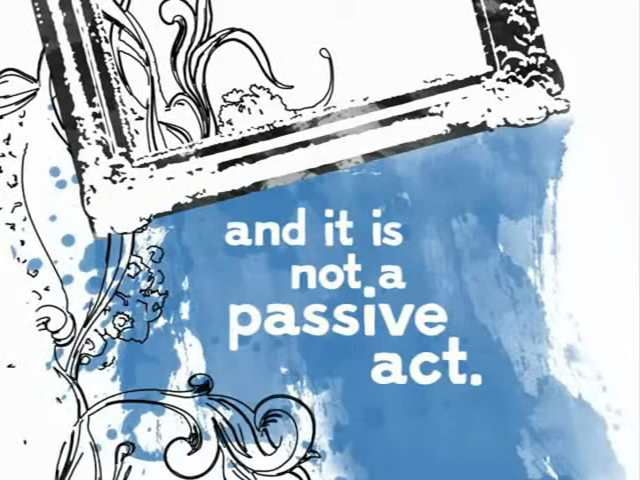 and it is
not a
passive
act.